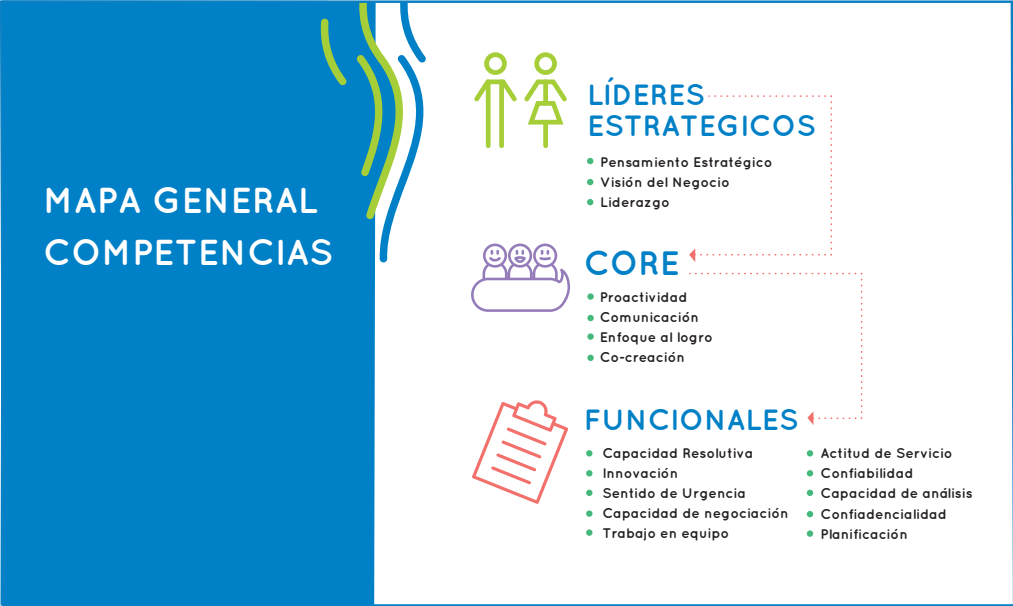 MAPA GENERAL
COMPETENCIAS
LÍDERES
ESTRATEGICOS
Pensamiento Estratégico
Visión del Negocio
Liderazgo
CORE
Proactividad
Comunicación
Enfoque al logro
Co-creación
FUNCIONALES
Capacidad Resolutiva
Innovación
Sentido de Urgencia
Capacidad de negociación
Trabajo en equipo
Actitud de Servicio
Confiabilidad
Capacidad de análisis
Confiadencialidad
Planificación